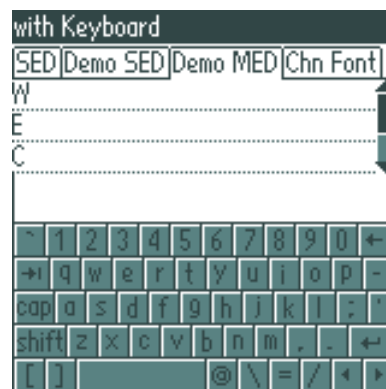 with Keyboard
SED Demo SED Demo MED Chn Font
W
E
C
` 1 2 3 4 5 6 7 8 9 0 ←
→I q w e r t y u i o p -
cap a s d f g h j k l ; '
shift z x c v b n m , . ↵
[ ] @ \ = /